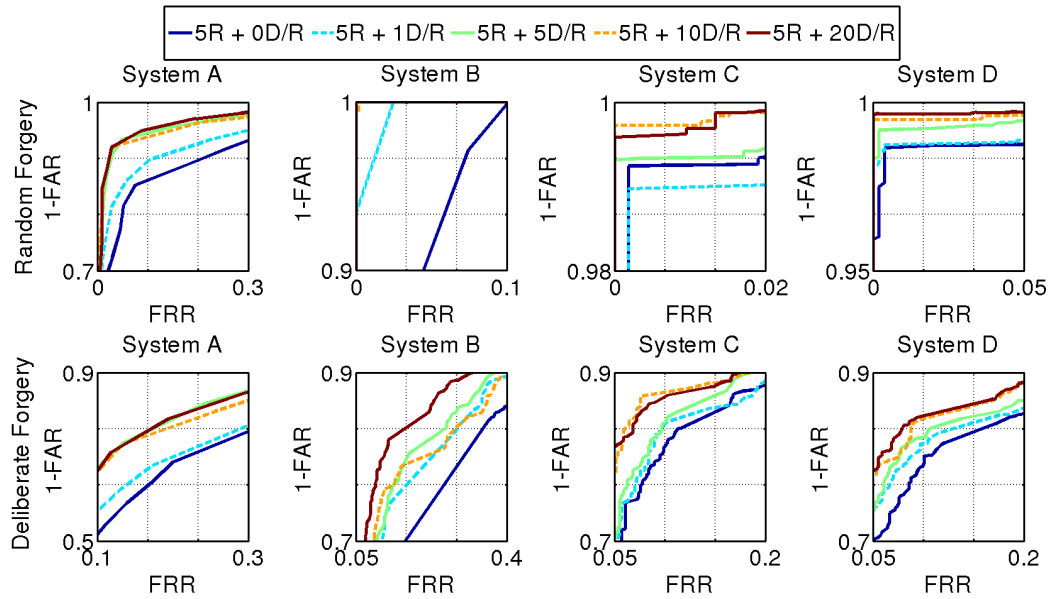 5R + 0D/R 5R + 1D/R 5R + 5D/R 5R + 10D/R 5R + 20D/R
System A System B System C System D
Random Forgery
1-FAR 1-FAR 1-FAR 1-FAR
1 1 1 1
0.7 0.9 0.98 0.95
0 0.3 0 0.1 0 0.02 0 0.05
FRR FRR FRR FRR
System A System B System C System D
Deliberate Forgery
1-FAR 1-FAR 1-FAR 1-FAR
0.9 0.9 0.9 0.9
0.5 0.7 0.7 0.7
0.1 0.3 0.05 0.4 0.05 0.2 0.05 0.2
FRR FRR FRR FRR